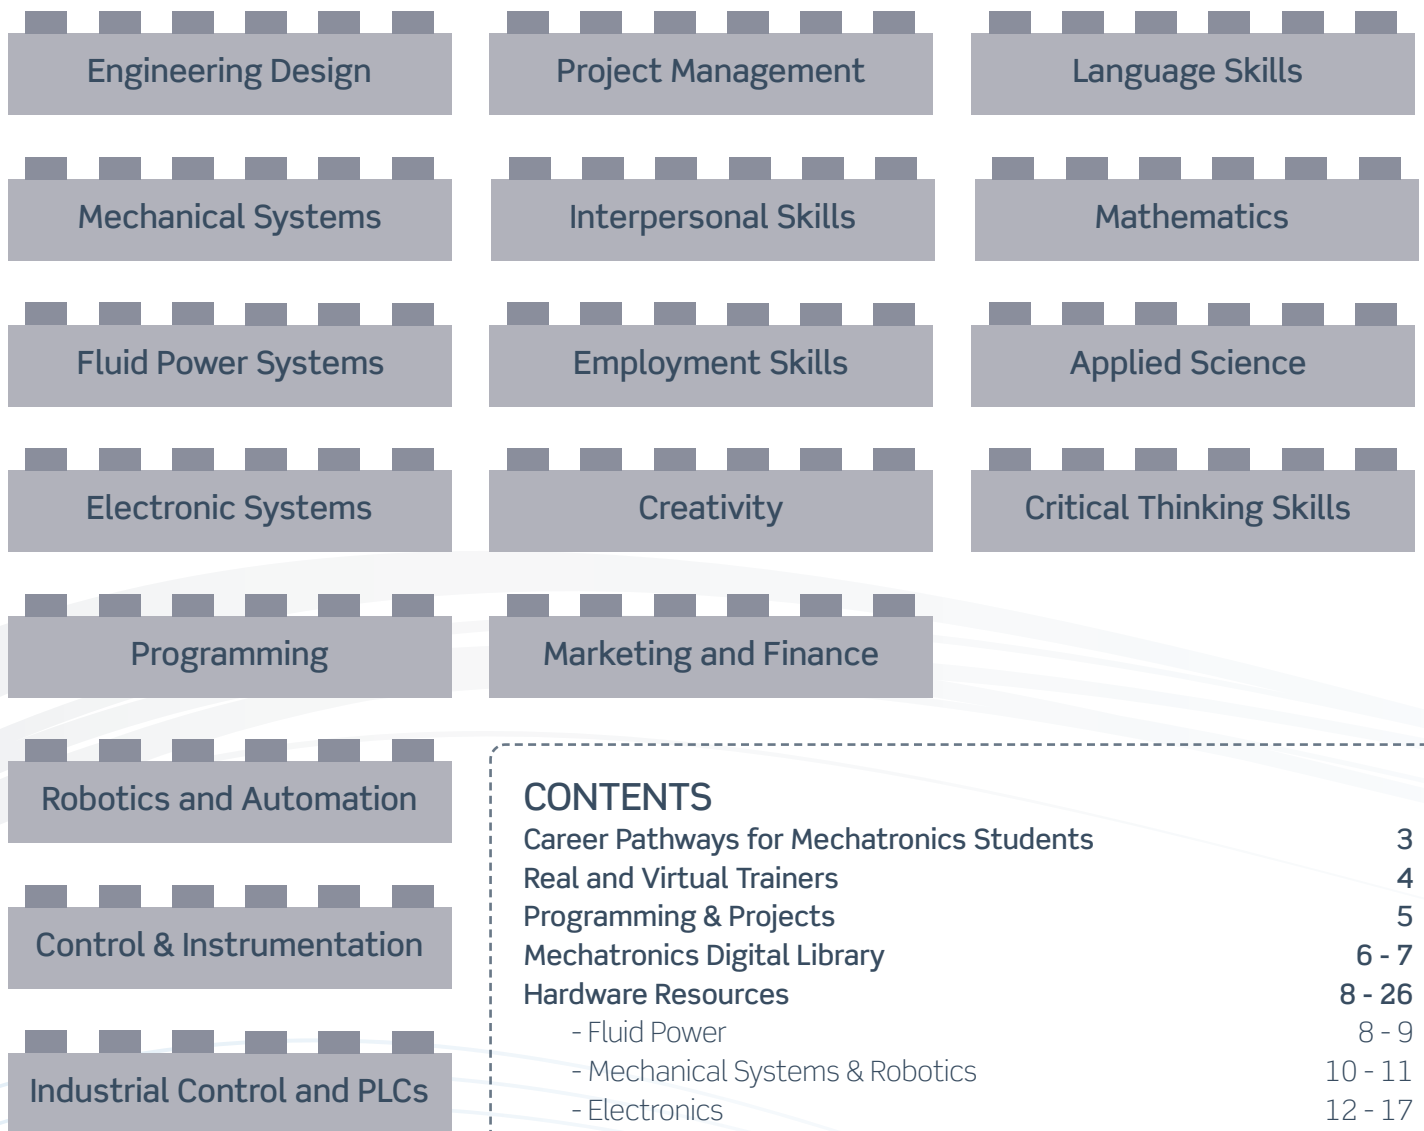 Engineering Design
Project Management
Language Skills
Mechanical Systems
Interpersonal Skills
Mathematics
Fluid Power Systems
Employment Skills
Applied Science
Electronic Systems
Creativity
Critical Thinking Skills
Programming
Marketing and Finance
Robotics and Automation
Control & Instrumentation
Industrial Control and PLCs
CONTENTS
Career Pathways for Mechatronics Students 3
Real and Virtual Trainers 4
Programming & Projects 5
Mechatronics Digital Library 6 - 7
Hardware Resources 8 - 26
- Fluid Power 8 - 9
- Mechanical Systems & Robotics 10 - 11
- Electronics 12 - 17